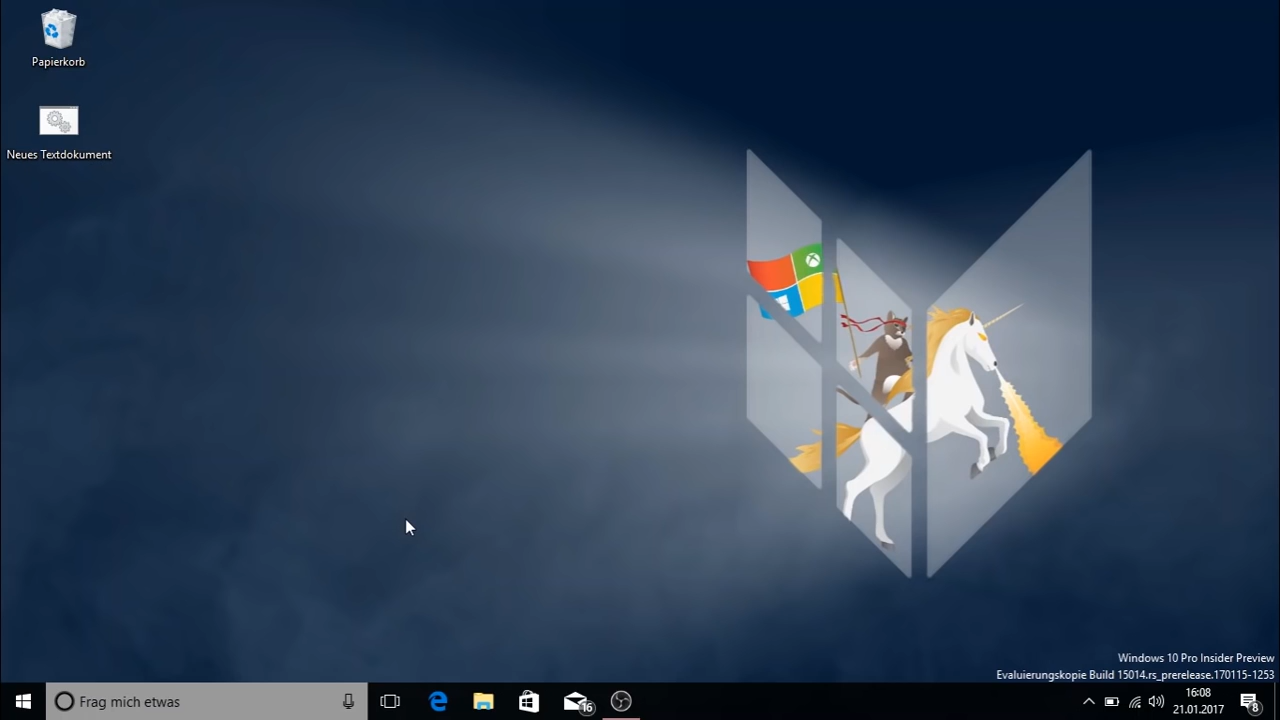 Papierkorb
Neues Textdokument
Windows 10 Pro Insider Preview
Evaluierungskopie Build 15014.rs_prerelease.170115-1253
Frag mich etwas
16
16:08
21.01.2017
8